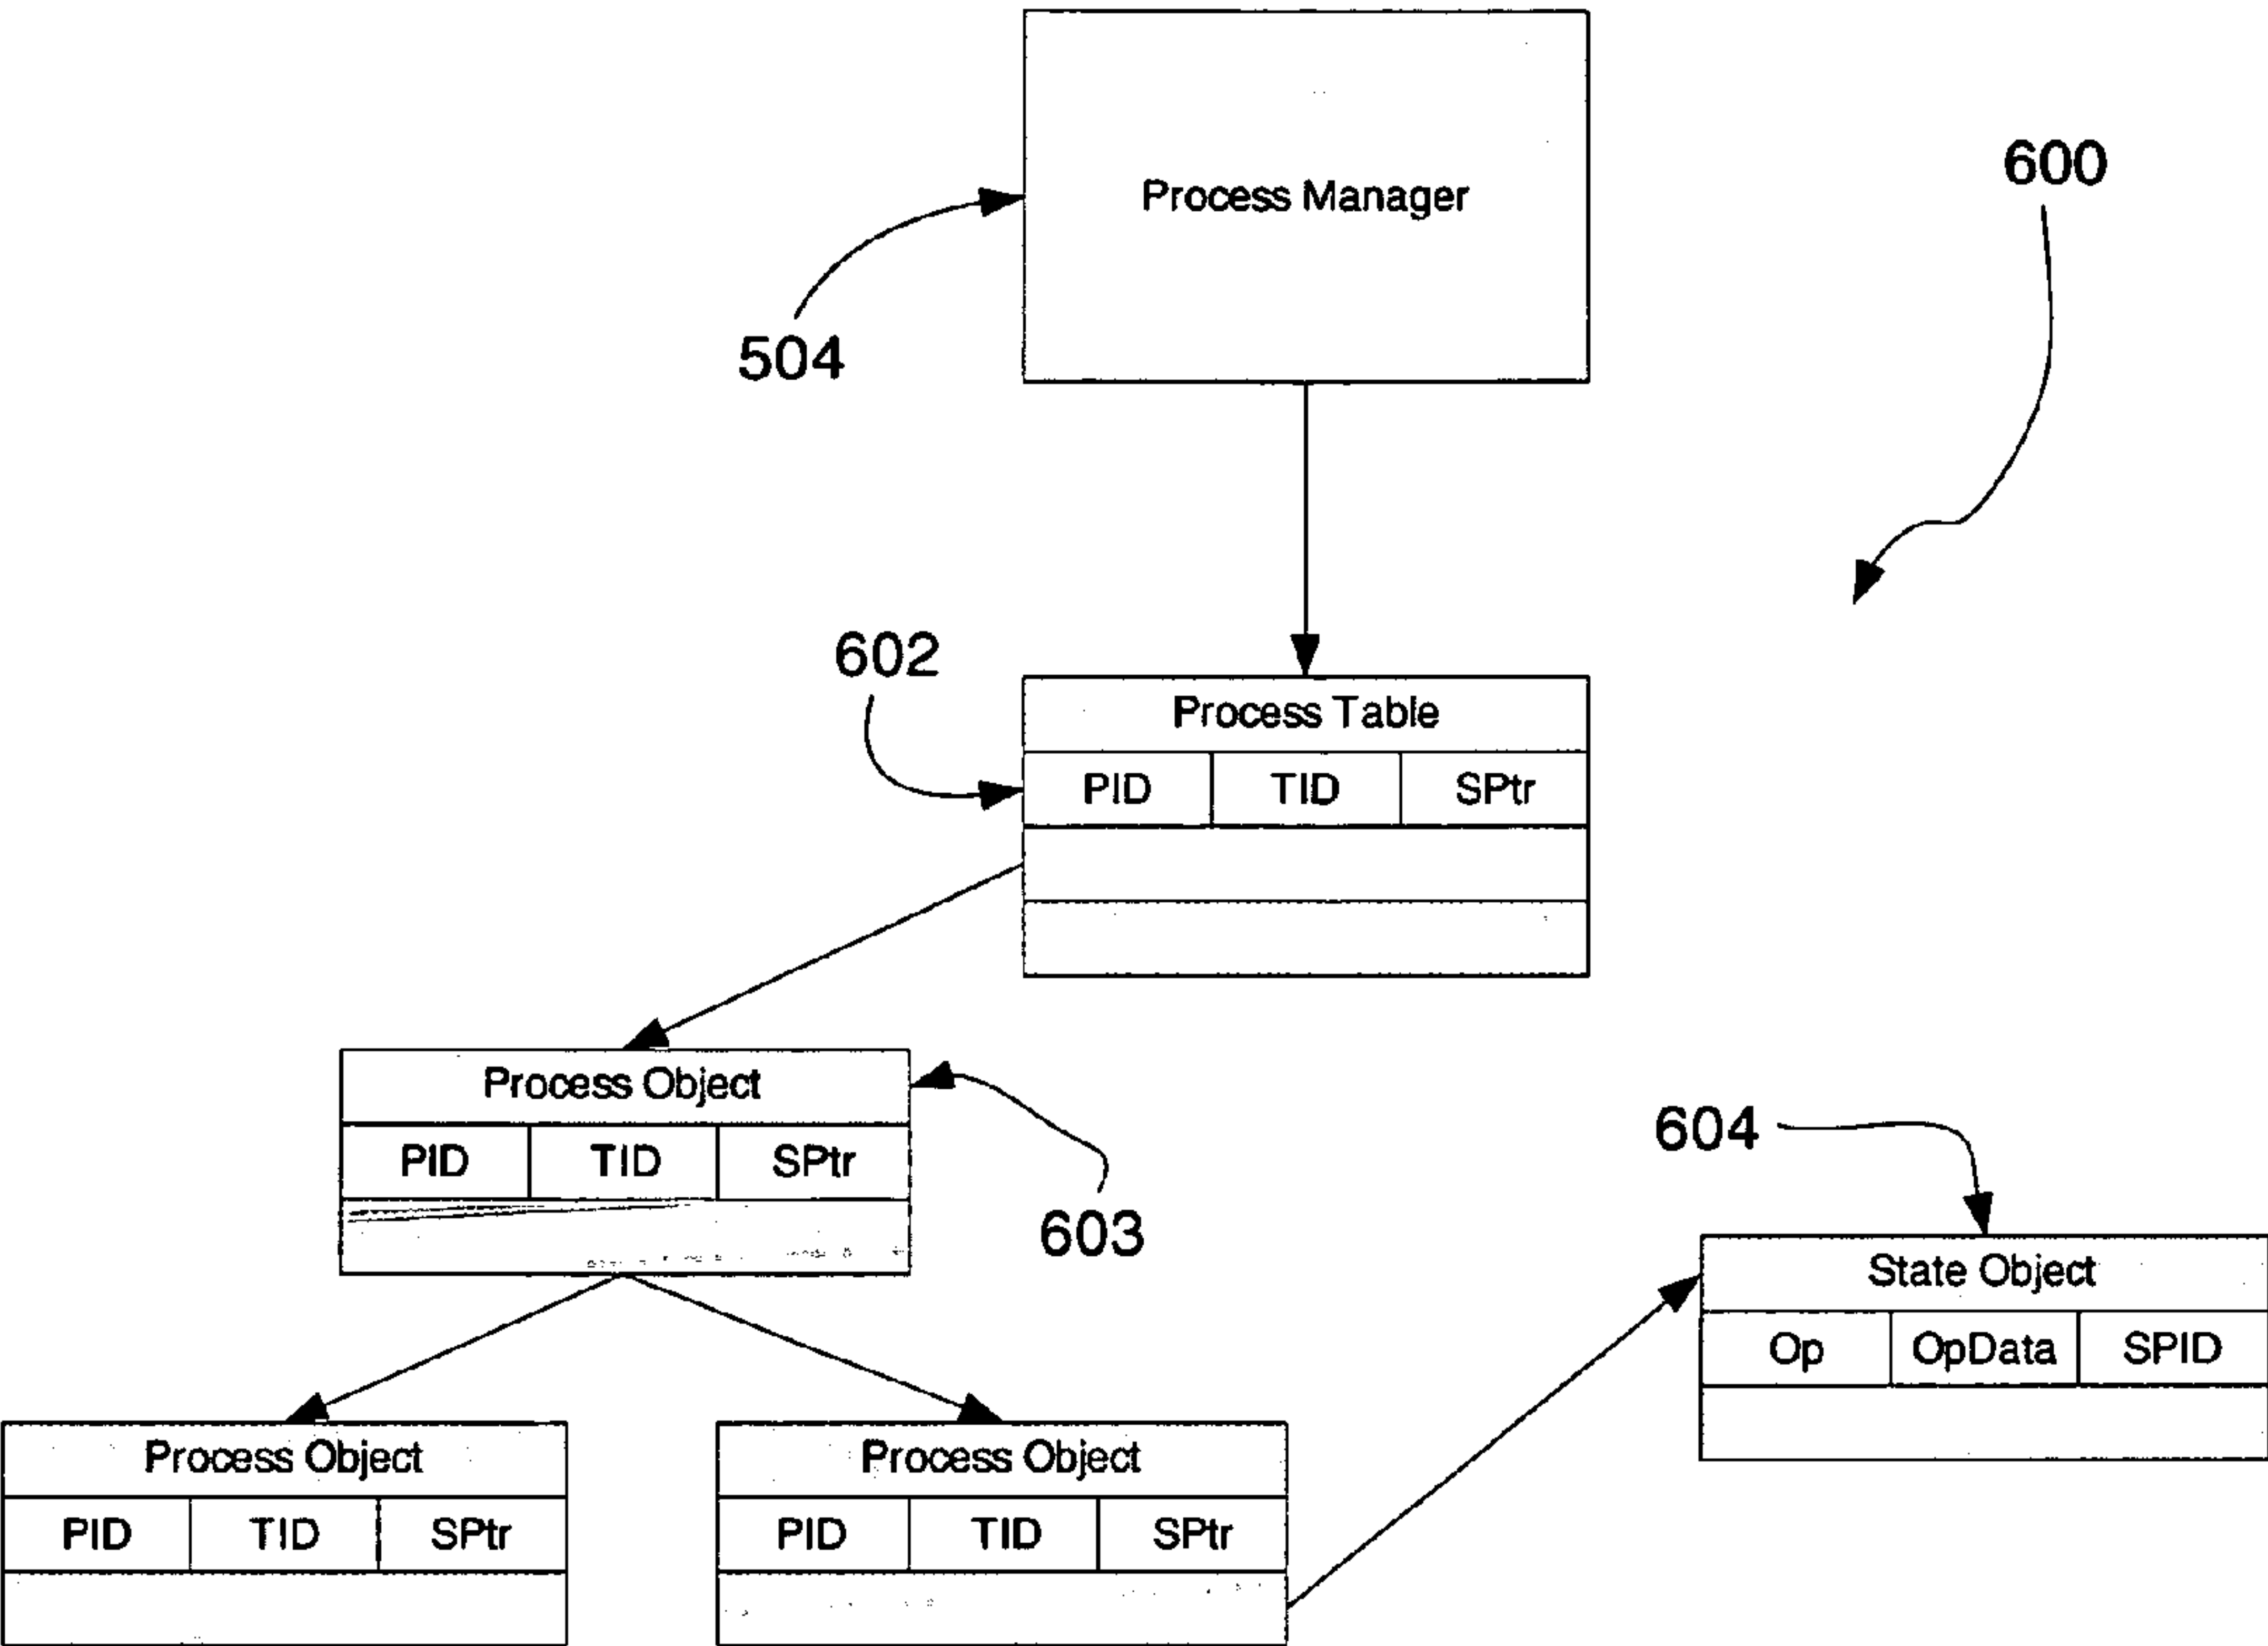 Process Manager
600
504
602
Process Table
PID TID SPtr
Process Object
PID TID SPtr
603
604
State Object
Op OpData SPID
Process Object
PID TID SPtr
Process Object
PID TID SPtr